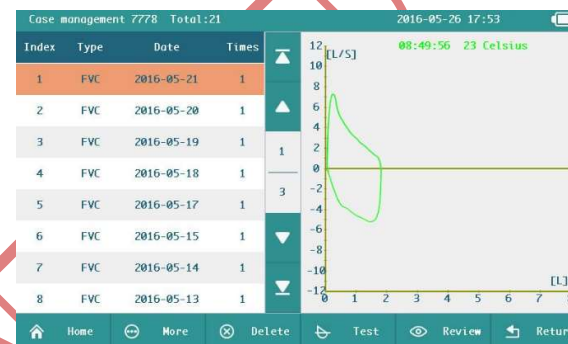 Case management 7778 Total:21 2016-05-26 17:53
Index Type Date Times
1 FVC 2016-05-21 1
2 FVC 2016-05-20 1
3 FVC 2016-05-19 1
4 FVC 2016-05-18 1
5 FVC 2016-05-17 1
6 FVC 2016-05-15 1
7 FVC 2016-05-14 1
8 FVC 2016-05-13 1
1
3
[L/S] 08:49:56 23 Celsius
12
10
8
6
4
2
0
-2
-4
-6
-8
-10
-12
[L]
0 1 2 3 4 5 6 7 8
Home More Delete Test Review Retur